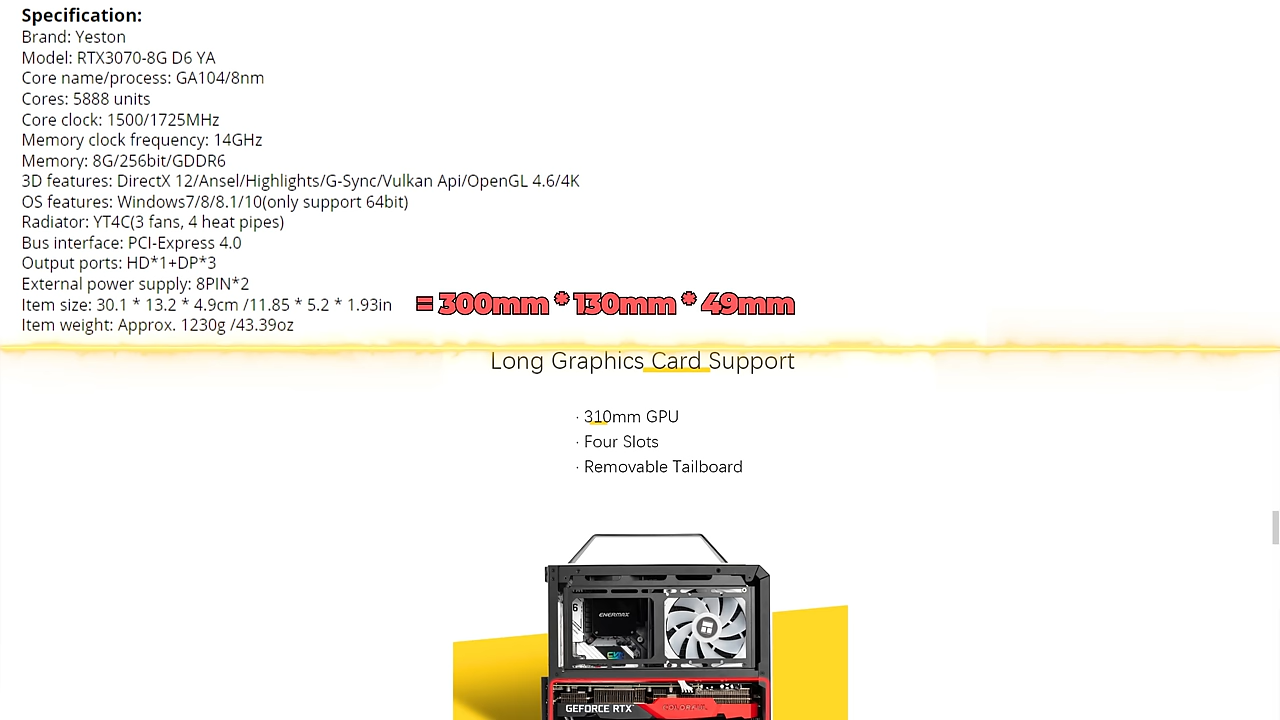 Specification:
Brand: Yeston
Model: RTX3070-8G D6 YA
Core name/process: GA104/8nm
Cores: 5888 units
Core clock: 1500/1725MHz
Memory clock frequency: 14GHz
Memory: 8G/256bit/GDDR6
3D features: DirectX 12/Ansel/Highlights/G-Sync/Vulkan Api/OpenGL 4.6/4K
OS features: Windows7/8/8.1/10(only support 64bit)
Radiator: YT4C(3 fans, 4 heat pipes)
Bus interface: PCI-Express 4.0
Output ports: HD*1+DP*3
External power supply: 8PIN*2
Item size: 30.1 * 13.2 * 4.9cm /11.85 * 5.2 * 1.93in = 300mm * 130mm * 49mm
Item weight: Approx. 1230g /43.39oz
Long Graphics Card Support
· 310mm GPU
· Four Slots
· Removable Tailboard
ENERMAX
GEFORCE RTX COLORFUL